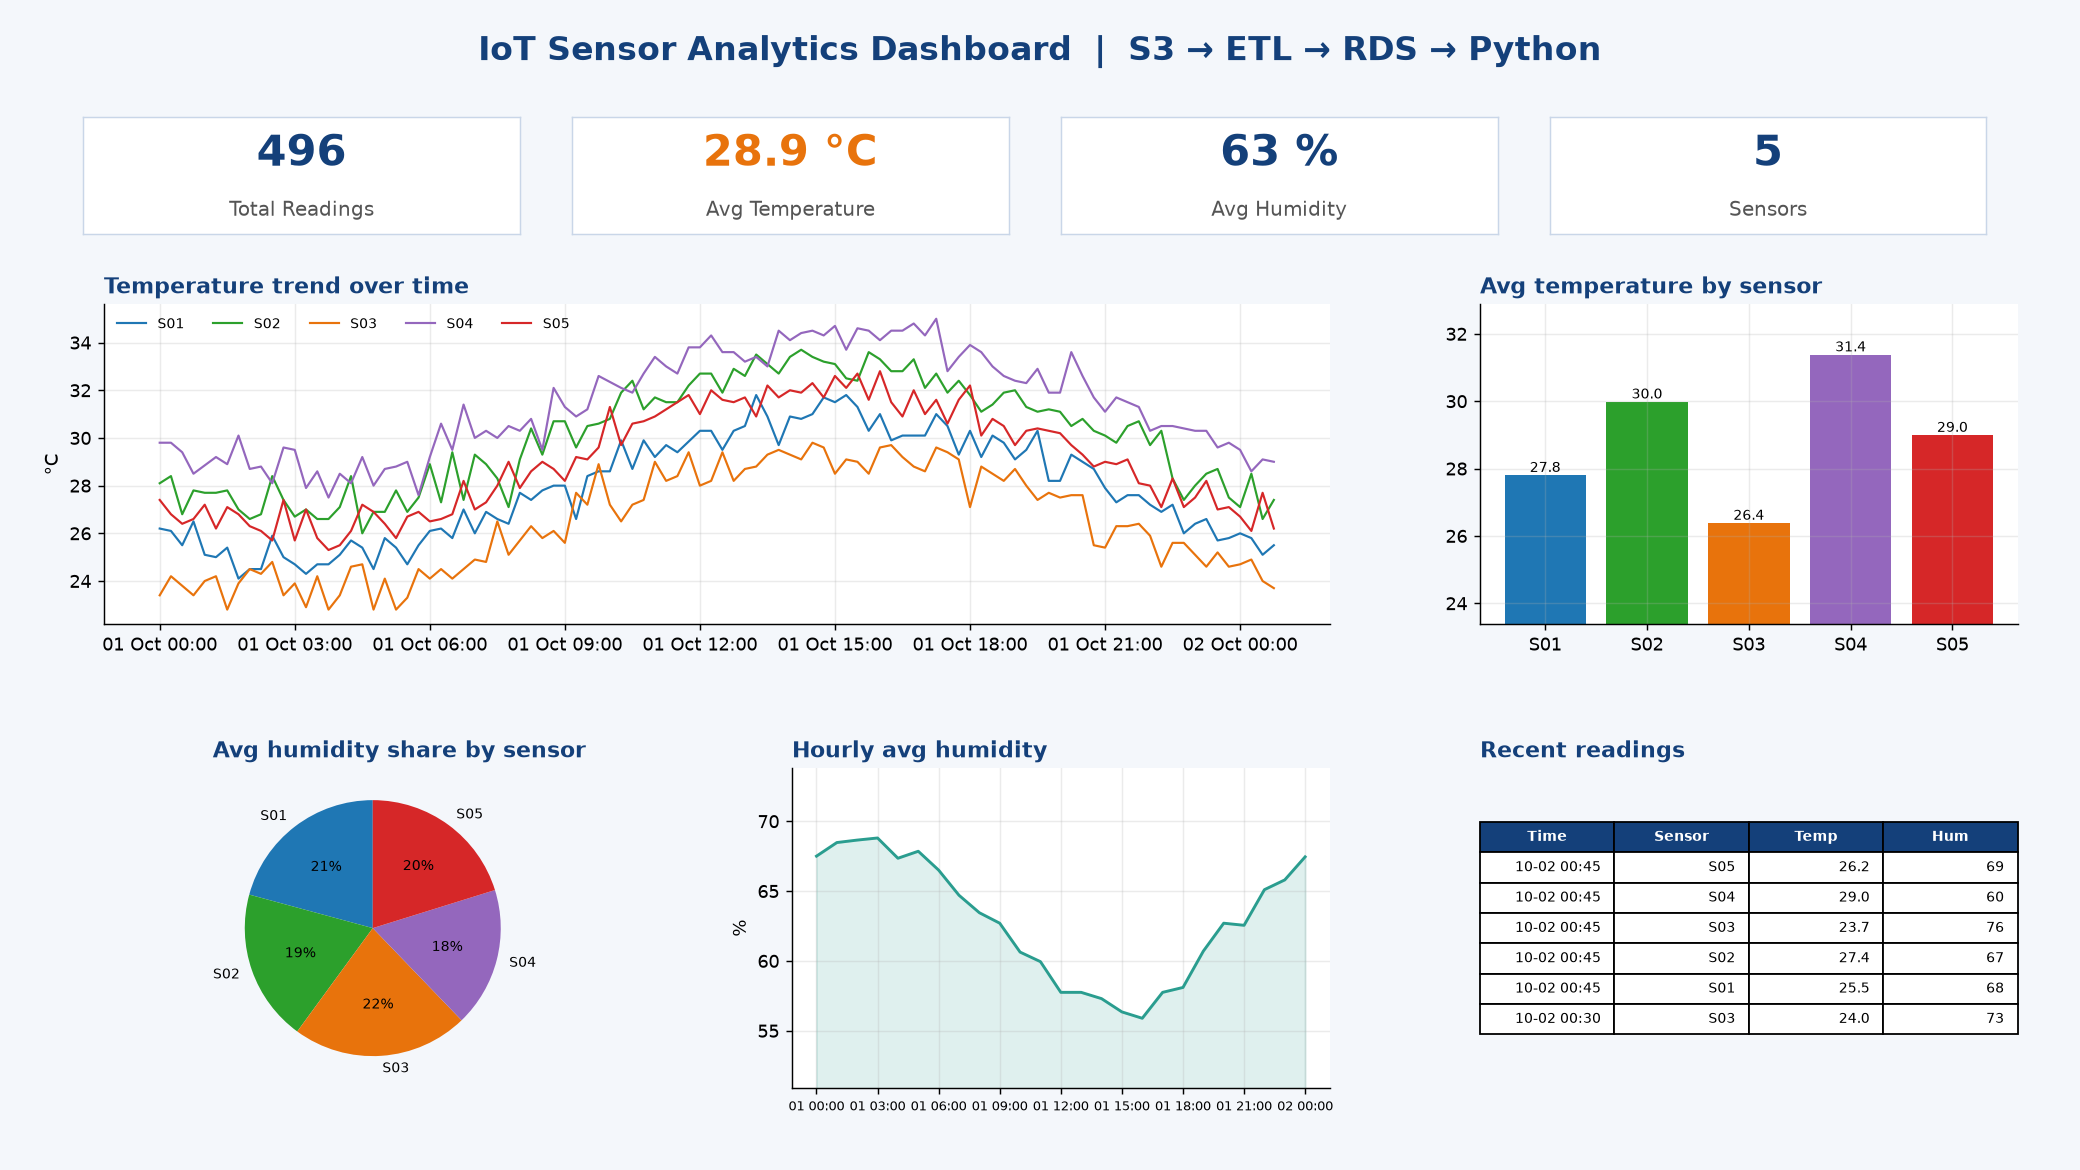 IoT Sensor Analytics Dashboard | S3 → ETL → RDS → Python
496
Total Readings
28.9 °C
Avg Temperature
63 %
Avg Humidity
5
Sensors
Temperature trend over time
S01 S02 S03 S04 S05
°C
34
32
30
28
26
24
01 Oct 00:00 01 Oct 03:00 01 Oct 06:00 01 Oct 09:00 01 Oct 12:00 01 Oct 15:00 01 Oct 18:00 01 Oct 21:00 02 Oct 00:00
Avg temperature by sensor
32
30
28
26
24
27.8
30.0
26.4
31.4
29.0
S01 S02 S03 S04 S05
Avg humidity share by sensor
S01
21%
S02
19%
S03
22%
S04
18%
S05
20%
Hourly avg humidity
%
70
65
60
55
01 00:00 01 03:00 01 06:00 01 09:00 01 12:00 01 15:00 01 18:00 01 21:00 02 00:00
Recent readings
Time Sensor Temp Hum
10-02 00:45 S05 26.2 69
10-02 00:45 S04 29.0 60
10-02 00:45 S03 23.7 76
10-02 00:45 S02 27.4 67
10-02 00:45 S01 25.5 68
10-02 00:30 S03 24.0 73